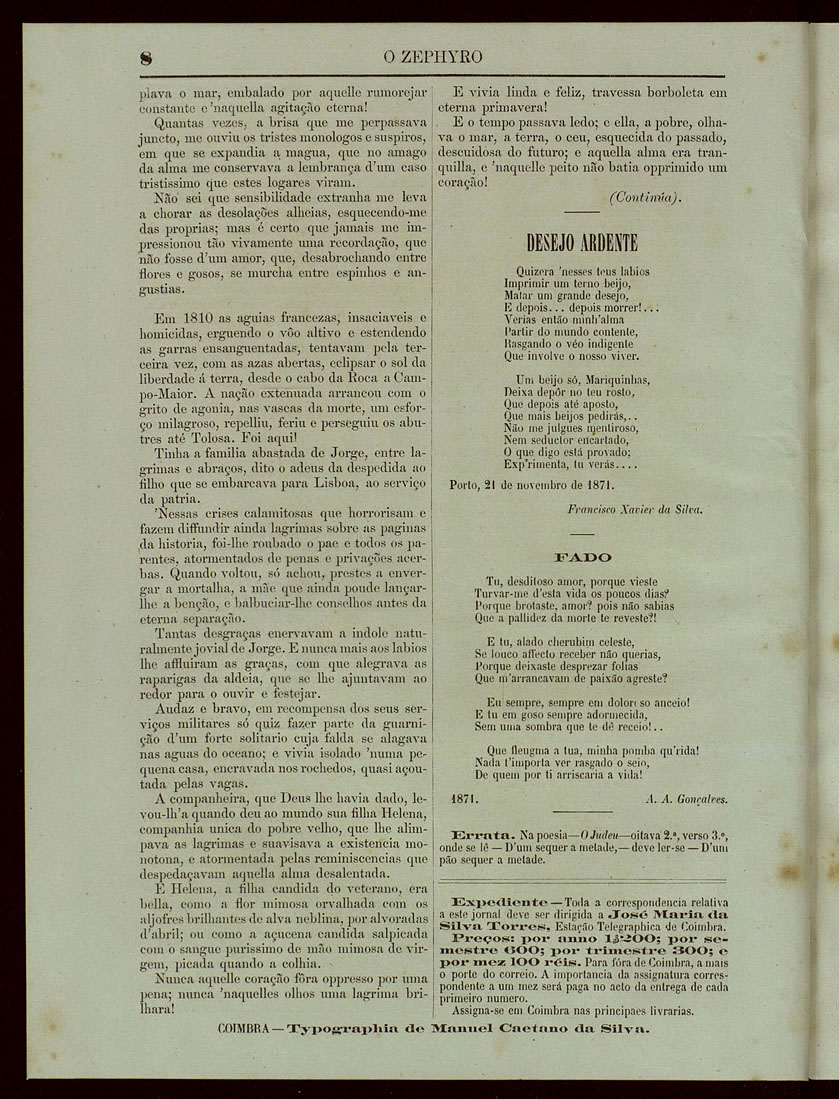 8
O ZEPHYRO
plava o mar, embalado por aquelle rumorejar
constante e 'naquella agitação eterna!
Quantas vezes, a brisa que me perpassava
juncto, me ouviu os tristes monologos e suspiros,
em que se expandia a magua, que no amago
da alma me conservava a lembrança d'um caso
tristissimo que estes logares viram.
Não sei que sensibilidade extranha me leva
a chorar as desolações alheias, esquecendo-me
das proprias; mas é certo que jamais me im-
pressionou tão vivamente uma recordação, que
não fosse d'um amor, que, desabrochando entre
flores e gosos, se murcha entre espinhos e an-
gustias.
Em 1810 as aguias francezas, insaciaveis e
homicidas, erguendo o vôo altivo e estendendo
as garras ensanguentadas, tentavam pela ter-
ceira vez, com as azas abertas, eclipsar o sol da
liberdade á terra, desde o cabo da Roca a Cam-
po-Maior. A nação extenuada arrancou com o
grito de agonia, nas vascas da morte, um esfor-
ço milagroso, repelliu, feriu e perseguiu os abu-
tres até Tolosa. Foi aqui!
Tinha a familia abastada de Jorge, entre la-
grimas e abraços, dito o adeus da despedida ao
filho que se embarcava para Lisboa, ao serviço
da patria.
'Nessas crises calamitosas que horrorisam e
fazem diffundir ainda lagrimas sobre as paginas
da historia, foi-lhe roubado o pae e todos os pa-
rentes, atormentados de penas e privações acer-
bas. Quando voltou, só achou, prestes a enver-
gar a mortalha, a mãe que ainda poude lançar-
lhe a benção, e balbuciar-lhe conselhos antes da
eterna separação.
Tantas desgraças enervavam a indole natu-
ralmente jovial de Jorge. E nunca mais aos labios
lhe affluiram as graças, com que alegrava as
raparigas da aldeia, que se lhe ajuntavam ao
redor para o ouvir e festejar.
Audaz e bravo, em recompensa dos seus ser-
viços militares só quiz fazer parte da guarni-
ção d'um forte solitario cuja falda se alagava
nas aguas do oceano; e vivia isolado 'numa pe-
quena casa, encravada nos rochedos, quasi açou-
tada pelas vagas.
A companheira, que Deus lhe havia dado, le-
vou-lh'a quando deu ao mundo sua filha Helena,
companhia unica do pobre velho, que lhe alim-
pava as lagrimas e suavisava a existencia mo-
notona, e atormentada pelas reminiscencias que
despedaçavam aquella alma desalentada.
E Helena, a filha candida do veterano, era
bella, como a flor mimosa orvalhada com os
aljofres brilhantes de alva neblina, por alvoradas
d'abril; ou como a açucena candida salpicada
com o sangue purissimo de mão mimosa de vir-
gem, picada quando a colhia.
Nunca aquelle coração fôra oppresso por uma
pena; nunca 'naquelles olhos uma lagrima bri-
lhara!
E vivia linda e feliz, travessa borboleta em
eterna primavera!
E o tempo passava ledo; e ella, a pobre, olha-
va o mar, a terra, o ceu, esquecida do passado,
descuidosa do futuro; e aquella alma era tran-
quilla, e 'naquelle peito não batia opprimido um
coração!
(Continúa).
DESEJO ARDENTE
Quizera 'nesses teus labios
Imprimir um terno beijo,
Matar um grande desejo,
E depois... depois morrer!...
Verias então minh'alma
Partir do mundo contente,
Rasgando o véo indigente
Que involve o nosso viver.
Um beijo só, Mariquinhas,
Deixa depôr no teu rosto,
Que depois até aposto,
Que mais beijos pedirás,..
Não me julgues mentiroso,
Nem seductor encartado,
O que digo está provado;
Exp'rimenta, tu verás....
Porto, 21 de novembro de 1871.
Francisco Xavier da Silva.
FADO
Tu, desditoso amor, porque vieste
Turvar-me d'esta vida os poucos dias?
Porque brotaste, amor? pois não sabias
Que a pallidez da morte te reveste?!
E tu, alado cherubim celeste,
Se louco affecto receber não querias,
Porque deixaste desprezar folias
Que m'arrancavam de paixão agreste?
Eu sempre, sempre em doloroso anceio!
E tu em goso sempre adormecida,
Sem uma sombra que te dê receio!..
Que fleugma a tua, minha pomba qu'rida!
Nada t'importa ver rasgado o seio,
De quem por ti arriscaria a vida!
1871.
A. A. Gonçalves.
Errata. Na poesia—O Judeu—oitava 2.ª, verso 3.º,
onde se lê — D'um sequer a metade,— deve ler-se — D'um
pão sequer a metade.
Expediente — Toda a correspondencia relativa
a este jornal deve ser dirigida a José Maria da
Silva Torres, Estação Telegraphica de Coimbra.
Preços: por anno 1$200; por se-
mestre 600; por trimestre 300; e
por mez 100 réis. Para fóra de Coimbra, a mais
o porte do correio. A importancia da assignatura corres-
pondente a um mez será paga no acto da entrega de cada
primeiro numero.
Assigna-se em Coimbra nas principaes livrarias.
COIMBRA — Typographia de Manuel Caetano da Silva.